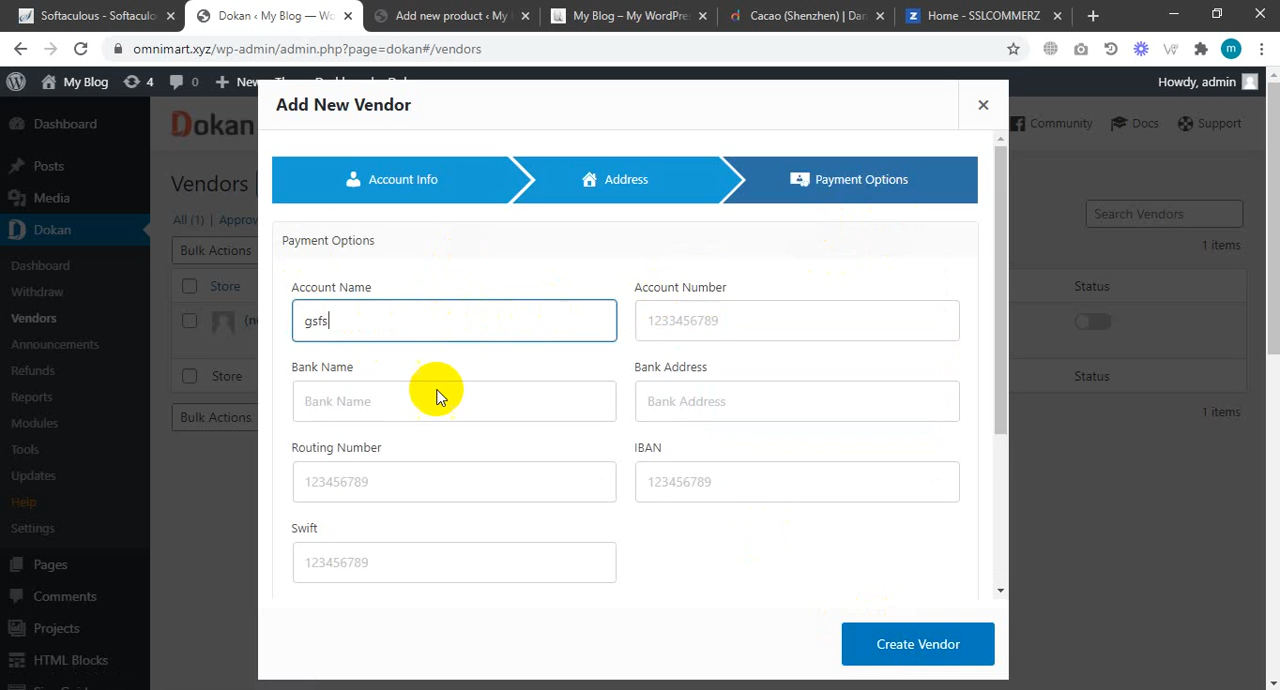 Softaculous - Softaculo
Dokan ‹ My Blog — Wo
Add new product ‹ My
My Blog – My WordPre
Cacao (Shenzhen) | Da
Home - SSLCOMMERZ
omnimart.xyz/wp-admin/admin.php?page=dokan#/vendors
m
My Blog
4
0
New
Howdy, admin
Add New Vendor
Dashboard
Dokan
Community
Docs
Support
Posts
Account Info
Address
Payment Options
Vendors
Media
All (1) | Approv
Search Vendors
Dokan
Payment Options
Bulk Actions
1 items
Dashboard
Store
Account Name
Account Number
Status
Withdraw
Vendors
gsfs
1233456789
(n
Announcements
Refunds
Bank Name
Bank Address
Store
Status
Reports
Bank Name
Bank Address
Modules
Bulk Actions
1 items
Tools
Routing Number
IBAN
Updates
123456789
123456789
Help
Settings
Swift
Pages
123456789
Comments
Projects
Create Vendor
HTML Blocks